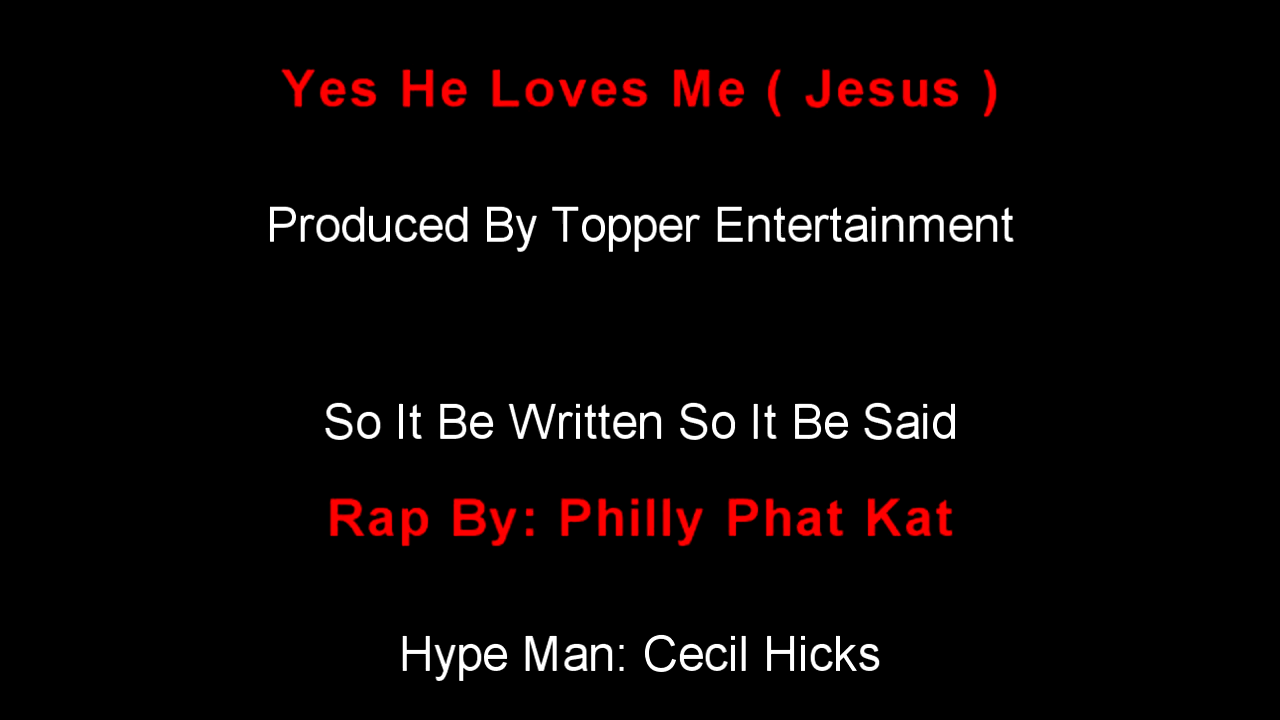 Yes He Loves Me ( Jesus )
Produced By Topper Entertainment
So It Be Written So It Be Said
Rap By: Philly Phat Kat
Hype Man: Cecil Hicks